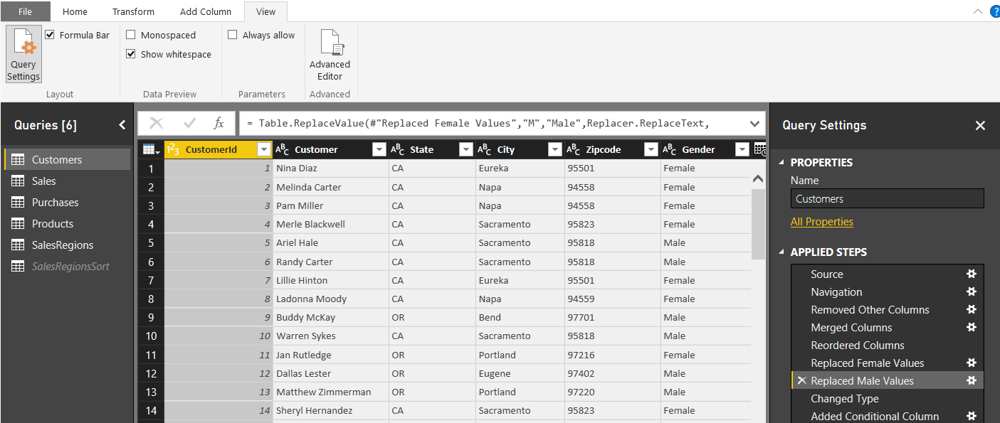 File Home Transform Add Column View
Formula Bar Monospaced Always allow
Show whitespace
Query
Settings
Advanced
Editor
Layout Data Preview Parameters Advanced
Queries [6]
Customers
Sales
Purchases
Products
SalesRegions
SalesRegionsSort
fx = Table.ReplaceValue(#"Replaced Female Values","M","Male",Replacer.ReplaceText,
123 CustomerId ABC Customer ABC State ABC City ABC Zipcode ABC Gender
1 1 Nina Diaz CA Eureka 95501 Female
2 2 Melinda Carter CA Napa 94558 Female
3 3 Pam Miller CA Napa 94558 Female
4 4 Merle Blackwell CA Sacramento 95823 Female
5 5 Ariel Hale CA Sacramento 95818 Male
6 6 Randy Carter CA Sacramento 95818 Male
7 7 Lillie Hinton CA Eureka 95501 Female
8 8 Ladonna Moody CA Napa 94559 Female
9 9 Buddy McKay OR Bend 97701 Male
10 10 Warren Sykes CA Sacramento 95818 Male
11 11 Jan Rutledge OR Portland 97216 Female
12 12 Dallas Lester OR Eugene 97402 Male
13 13 Matthew Zimmerman OR Portland 97220 Male
14 14 Sheryl Hernandez CA Sacramento 95823 Female
Query Settings
PROPERTIES
Name
Customers
All Properties
APPLIED STEPS
Source
Navigation
Removed Other Columns
Merged Columns
Reordered Columns
Replaced Female Values
Replaced Male Values
Changed Type
Added Conditional Column